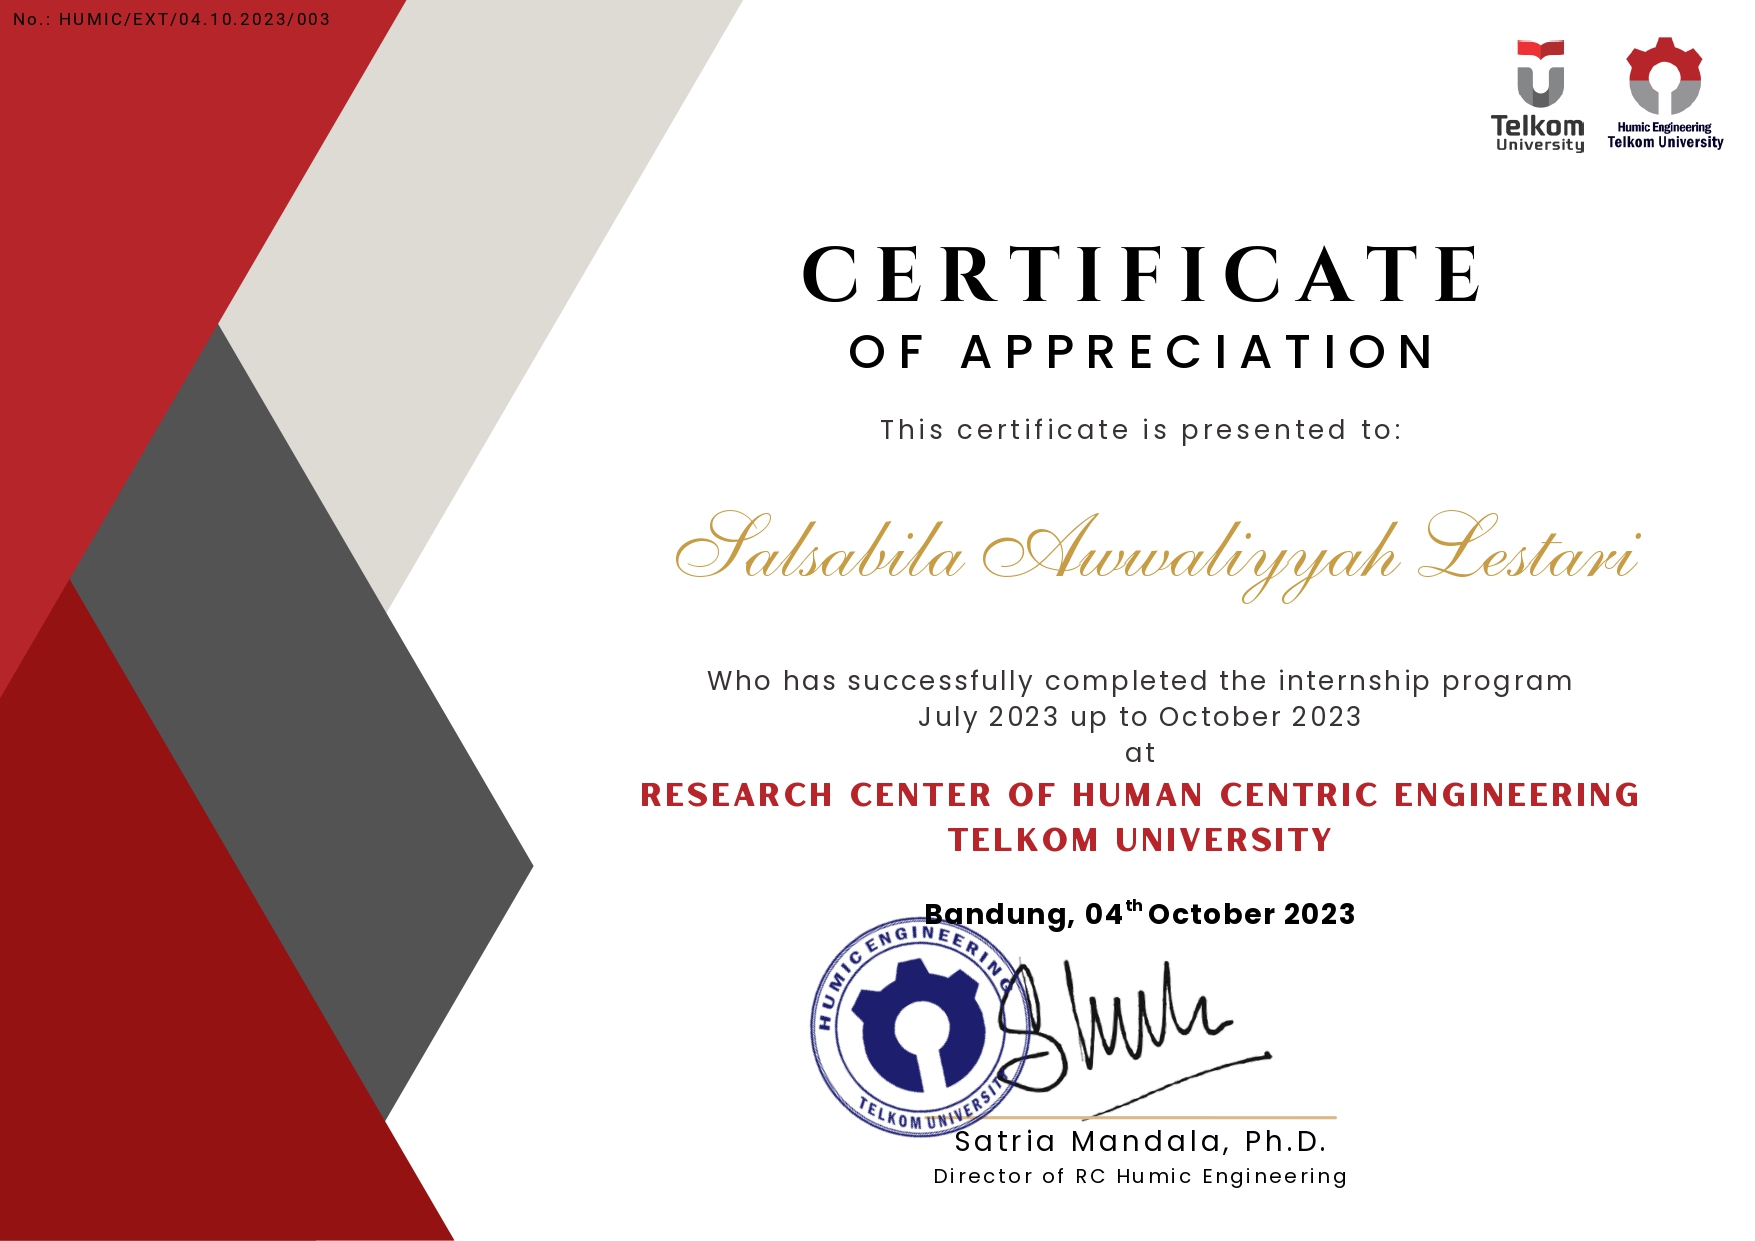 No.: HUMIC/EXT/04.10.2023/003
Telkom
University
Humic Engineering
Telkom University
CERTIFICATE
OF APPRECIATION
This certificate is presented to:
Salsabila Awwaliyyah Lestari
Who has successfully completed the internship program
July 2023 up to October 2023
at
RESEARCH CENTER OF HUMAN CENTRIC ENGINEERING
TELKOM UNIVERSITY
Bandung, 04th October 2023
HUMIC ENGINEERING
TELKOM UNIVERSITY
Satria Mandala, Ph.D.
Director of RC Humic Engineering